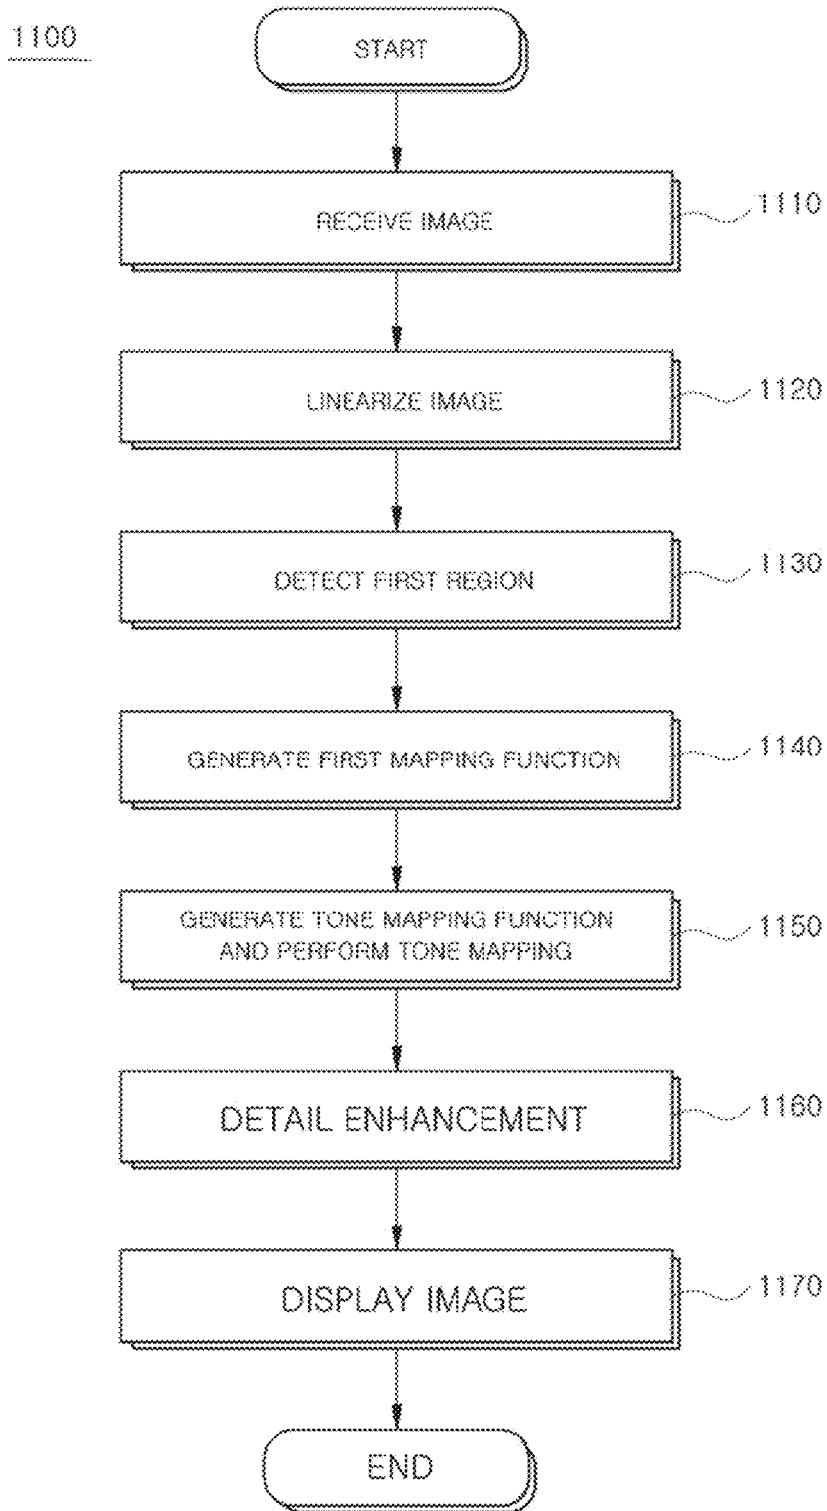 1100
START
RECEIVE IMAGE
1110
LINEARIZE IMAGE
1120
DETECT FIRST REGION
1130
GENERATE FIRST MAPPING FUNCTION
1140
GENERATE TONE MAPPING FUNCTION
AND PERFORM TONE MAPPING
1150
DETAIL ENHANCEMENT
1160
DISPLAY IMAGE
1170
END